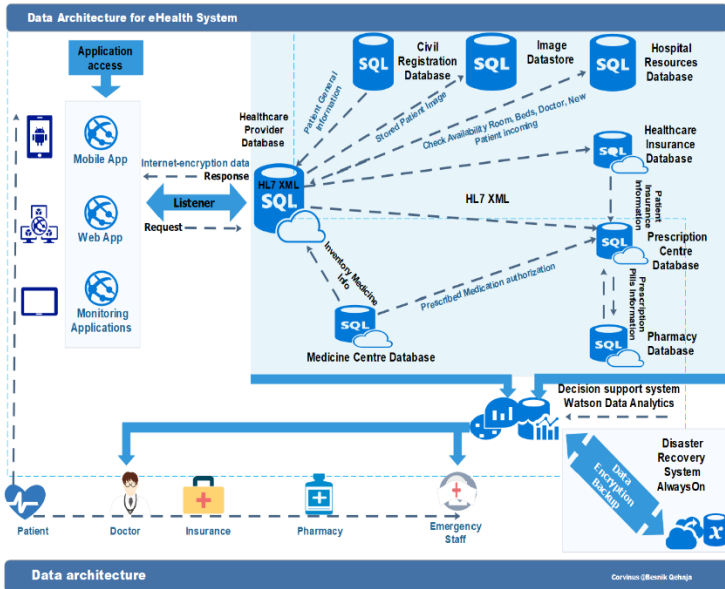 Data Architecture for eHealth System
Application
access
Mobile App
Web App
Monitoring
Applications
Internet-encryption data
Response
Listener
Request
Healthcare
Provider
Database
HL7 XML
SQL
Patient General
Information
SQL
Civil
Registration
Database
Stored Patient Image
SQL
Image
Datastore
Check Availability Room, Beds, Doctor, New
Patient Incoming
SQL
Hospital
Resources
Database
SQL
Healthcare
Insurance
Database
HL7 XML
Patient
Insurance
Information
SQL
Prescription
Centre
Database
Inventory Medicine
Info
Prescribed Medication authorization
SQL
Medicine Centre Database
Prescription
Pills Information
SQL
Pharmacy
Database
Decision support system
Watson Data Analytics
Data
Encryption
Backup
Disaster
Recovery
System
AlwaysOn
X
Patient
Doctor
Insurance
Pharmacy
Emergency
Staff
Data architecture
Corvinus @Besnik Qehaja